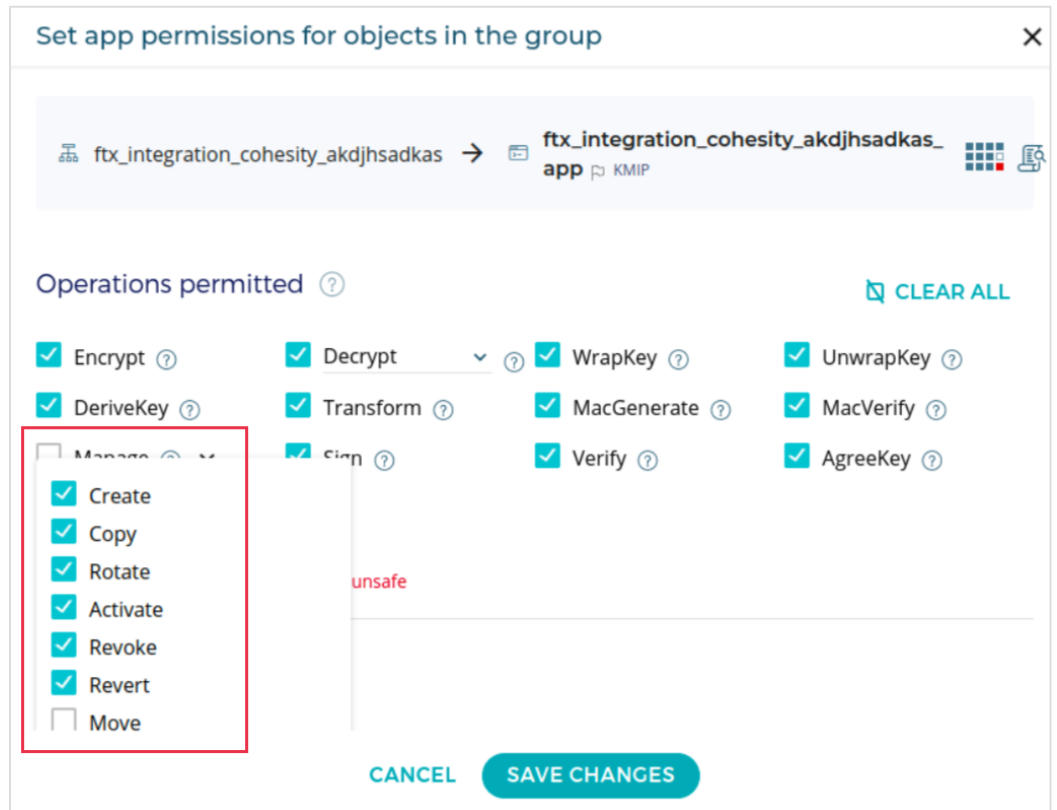 Set app permissions for objects in the group
ftx_integration_cohesity_akdjhsadkas → ftx_integration_cohesity_akdjhsadkas_
app KMIP
Operations permitted ?
CLEAR ALL
Encrypt ? Decrypt ? WrapKey ? UnwrapKey ?
DeriveKey ? Transform ? MacGenerate ? MacVerify ?
Manage ? Sign ? Verify ? AgreeKey ?
Create
Copy
Rotate
unsafe
Activate
Revoke
Revert
Move
CANCEL SAVE CHANGES